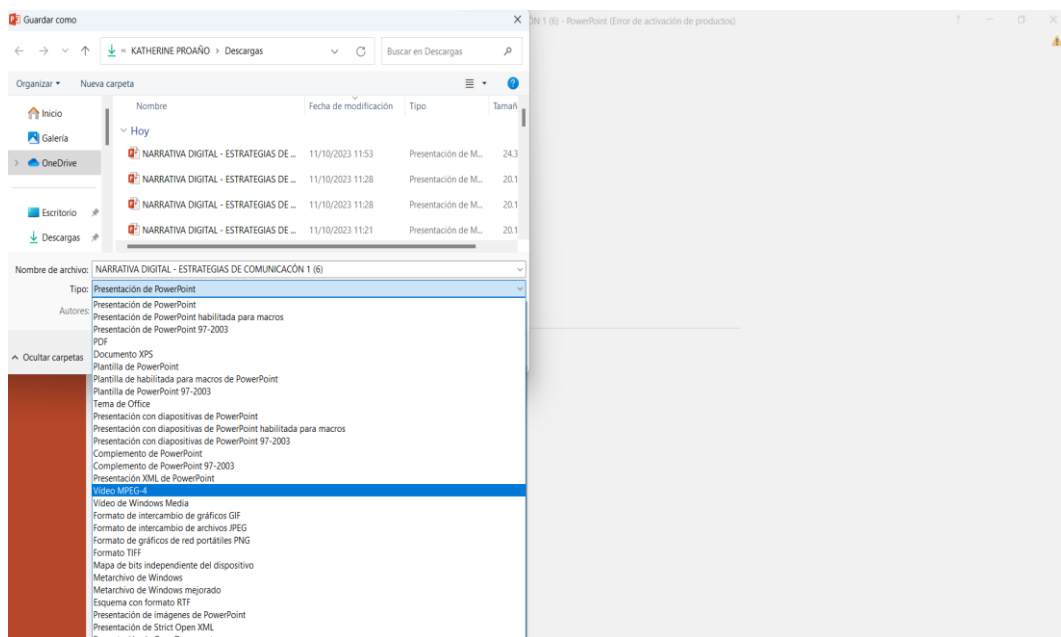 Guardar como
ÓN 1 (6) - PowerPoint (Error de activación de productos)
KATHERINE PROAÑO > Descargas
Buscar en Descargas
Organizar
Nueva carpeta
Inicio
Galería
OneDrive
Escritorio
Descargas
Nombre Fecha de modificación Tipo Tamañ
Hoy
NARRATIVA DIGITAL - ESTRATEGIAS DE ... 11/10/2023 11:53 Presentación de M... 24.3
NARRATIVA DIGITAL - ESTRATEGIAS DE ... 11/10/2023 11:28 Presentación de M... 20.1
NARRATIVA DIGITAL - ESTRATEGIAS DE ... 11/10/2023 11:28 Presentación de M... 20.1
NARRATIVA DIGITAL - ESTRATEGIAS DE ... 11/10/2023 11:21 Presentación de M... 20.1
Nombre de archivo: NARRATIVA DIGITAL - ESTRATEGIAS DE COMUNICACÓN 1 (6)
Tipo: Presentación de PowerPoint
Autores:
Ocultar carpetas
Presentación de PowerPoint
Presentación de PowerPoint habilitada para macros
Presentación de PowerPoint 97-2003
PDF
Documento XPS
Plantilla de PowerPoint
Plantilla de habilitada para macros de PowerPoint
Plantilla de PowerPoint 97-2003
Tema de Office
Presentación con diapositivas de PowerPoint
Presentación con diapositivas de PowerPoint habilitada para macros
Presentación con diapositivas de PowerPoint 97-2003
Complemento de PowerPoint
Complemento de PowerPoint 97-2003
Presentación XML de PowerPoint
Vídeo MPEG-4
Vídeo de Windows Media
Formato de intercambio de gráficos GIF
Formato de intercambio de archivos JPEG
Formato de gráficos de red portátiles PNG
Formato TIFF
Mapa de bits independiente del dispositivo
Metarchivo de Windows
Metarchivo de Windows mejorado
Esquema con formato RTF
Presentación de imágenes de PowerPoint
Presentación de Strict Open XML